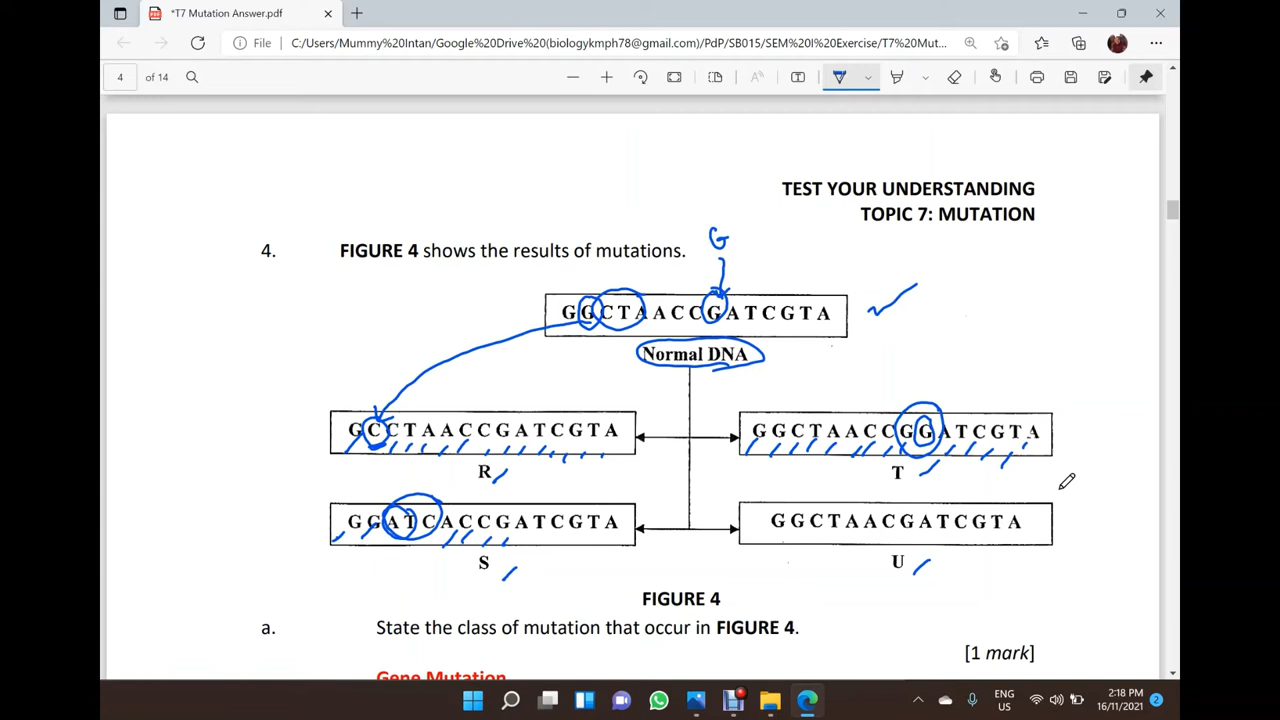 *T7 Mutation Answer.pdf
File
C:/Users/Mummy%20Intan/Google%20Drive%20(biologykmph78@gmail.com)/PdP/SB015/SEM%20I%20Exercise/T7%20Mut...
4 of 14
TEST YOUR UNDERSTANDING
TOPIC 7: MUTATION
G
4. FIGURE 4 shows the results of mutations.
G G C T A A C C G A T C G T A
Normal DNA
G C C T A A C C G A T C G T A
G G C T A A C C G G A T C G T A
R
T
G G A T C A C C G A T C G T A
G G C T A A C G A T C G T A
S
U
FIGURE 4
a. State the class of mutation that occur in FIGURE 4.
[1 mark]
Gene Mutation
ENG
US
2:18 PM
16/11/2021
2